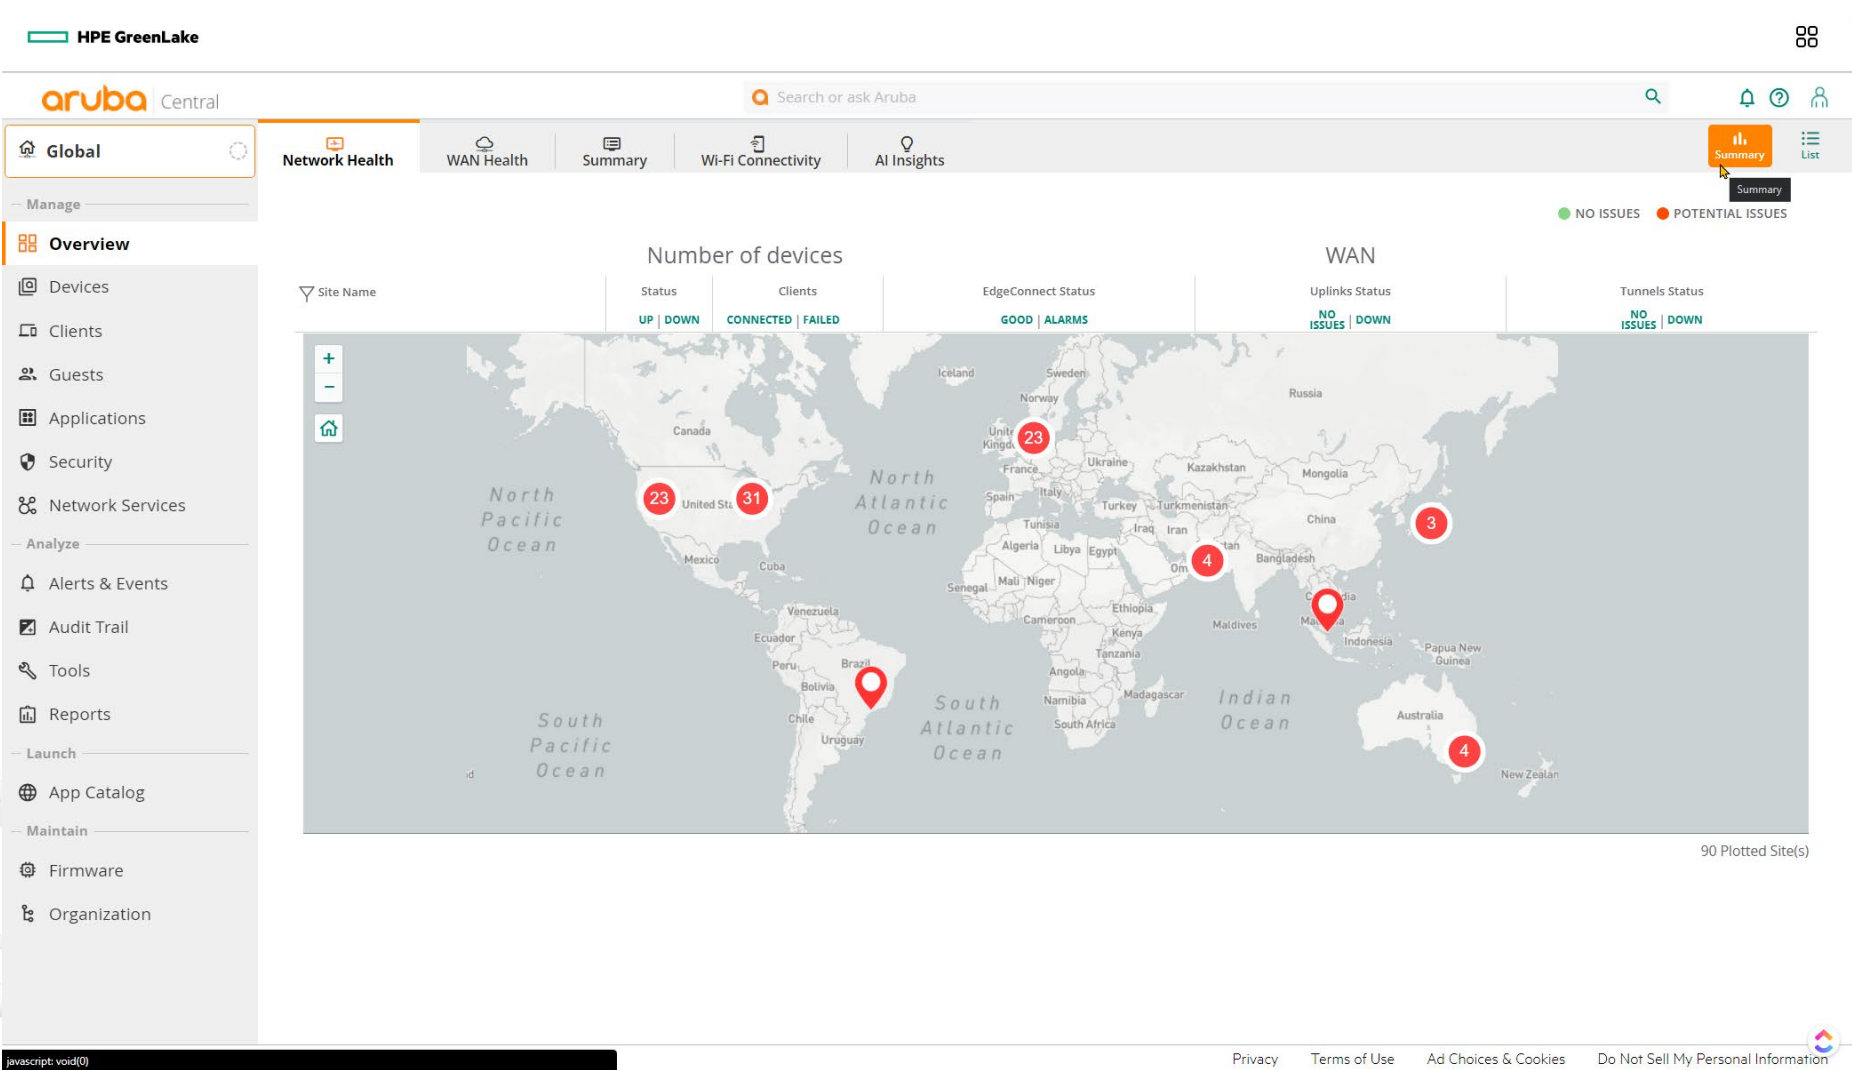 HPE GreenLake
aruba Central
Search or ask Aruba
Global
Network Health
WAN Health
Summary
Wi-Fi Connectivity
AI Insights
Summary
List
Summary
Manage
NO ISSUES
POTENTIAL ISSUES
Overview
Devices
Clients
Guests
Applications
Security
Network Services
Analyze
Alerts & Events
Audit Trail
Tools
Reports
Launch
App Catalog
Maintain
Firmware
Organization
Number of devices
WAN
Site Name
Status
Clients
EdgeConnect Status
Uplinks Status
Tunnels Status
UP | DOWN
CONNECTED | FAILED
GOOD | ALARMS
NO ISSUES | DOWN
NO ISSUES | DOWN
+
−
Iceland
Sweden
Norway
Russia
Canada
23
France
Ukraine
Kazakhstan
Mongolia
North Pacific Ocean
23
31
North Atlantic Ocean
Spain
Italy
Turkey
Turkmenistan
Tunisia
Iraq
Iran
China
3
Mexico
Cuba
Algeria
Libya
Egypt
4
Bangladesh
Senegal
Mali
Niger
Venezuela
Ethiopia
Cameroon
Kenya
Maldives
Ecuador
Indonesia
Papua New Guinea
Peru
Brazil
Tanzania
Angola
Bolivia
Namibia
Madagascar
Indian Ocean
South Atlantic Ocean
Australia
South Pacific Ocean
Chile
Uruguay
South Africa
4
New Zealan
90 Plotted Site(s)
javascript: void(0)
Privacy
Terms of Use
Ad Choices & Cookies
Do Not Sell My Personal Information